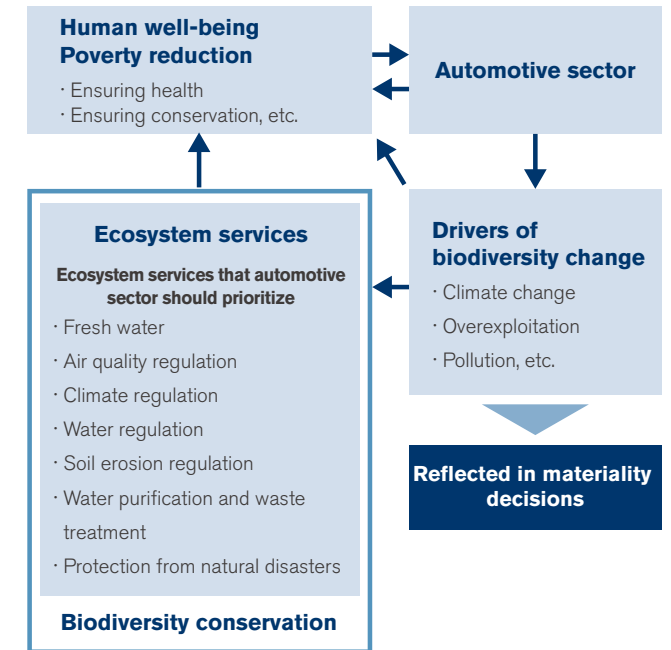 Human well-being
Poverty reduction
· Ensuring health
· Ensuring conservation, etc.
Automotive sector
Ecosystem services
Ecosystem services that automotive
sector should prioritize
· Fresh water
· Air quality regulation
· Climate regulation
· Water regulation
· Soil erosion regulation
· Water purification and waste
treatment
· Protection from natural disasters
Biodiversity conservation
Drivers of
biodiversity change
· Climate change
· Overexploitation
· Pollution, etc.
Reflected in materiality
decisions